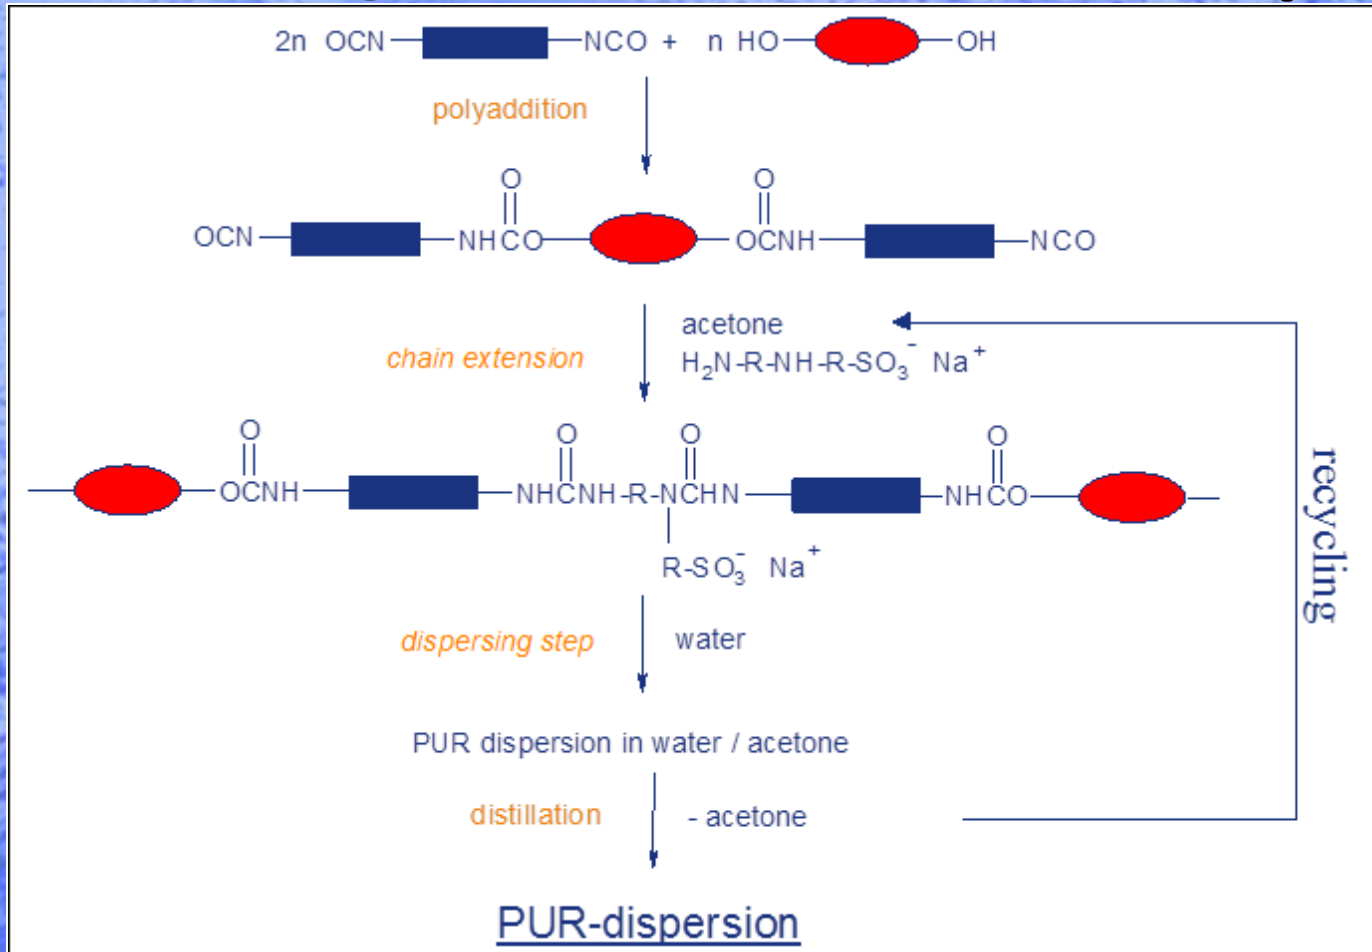 2n OCN NCO + n HO OH
polyaddition
O O
OCN NHCO OCNH NCO
acetone
chain extension H₂N-R-NH-R-SO₃⁻ Na⁺
O O O O
OCNH NHCNH-R-NCHN NHCO
R-SO₃⁻ Na⁺
recycling
dispersing step water
PUR dispersion in water / acetone
distillation - acetone
PUR-dispersion